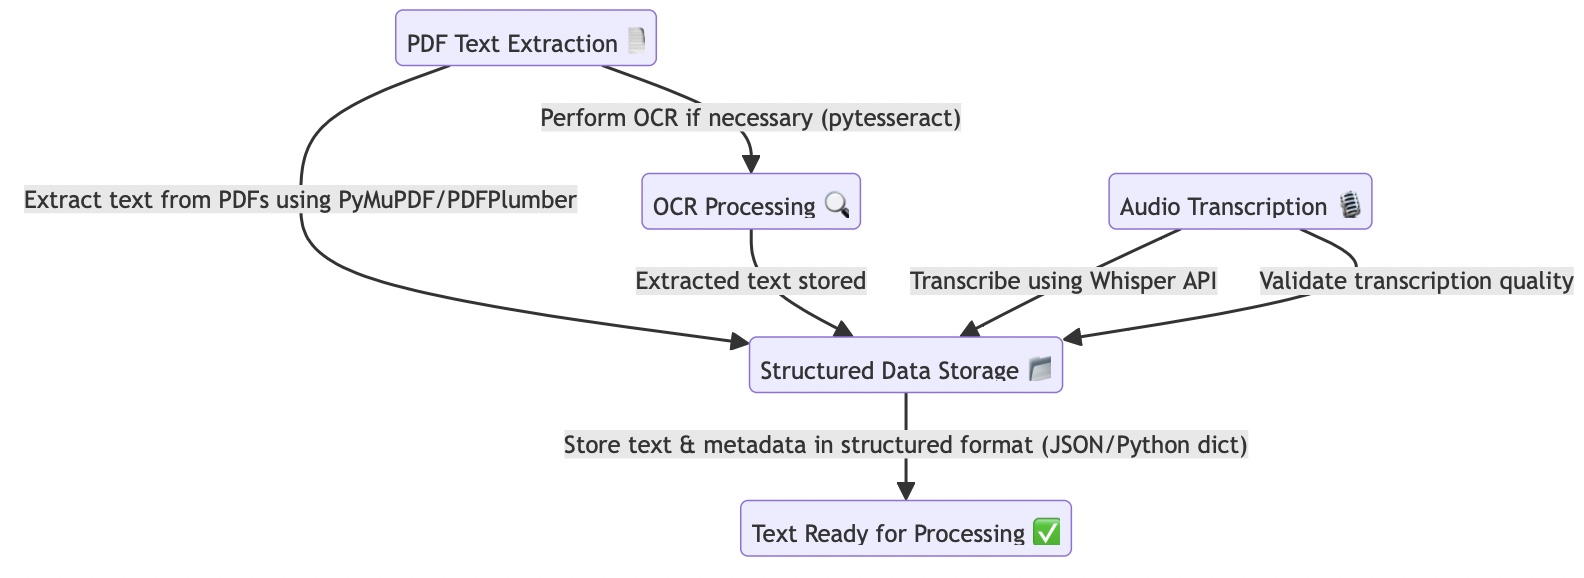 PDF Text Extraction 📄
Perform OCR if necessary (pytesseract)
Extract text from PDFs using PyMuPDF/PDFPlumber
OCR Processing 🔍
Audio Transcription 🎙️
Extracted text stored
Transcribe using Whisper API
Validate transcription quality
Structured Data Storage 📂
Store text & metadata in structured format (JSON/Python dict)
Text Ready for Processing ✅